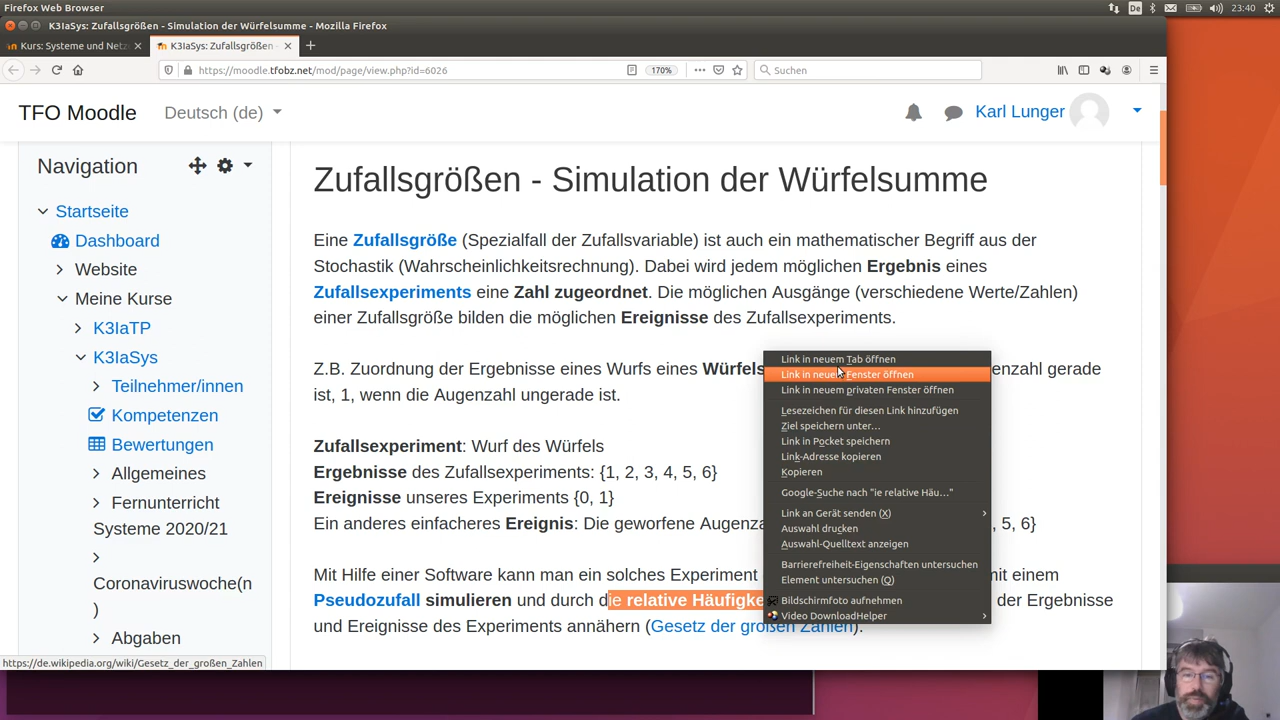 Firefox Web Browser
De
23:40
K3IaSys: Zufallsgrößen - Simulation der Würfelsumme - Mozilla Firefox
Kurs: Systeme und Netz
K3IaSys: Zufallsgrößen -
https://moodle.tfobz.net/mod/page/view.php?id=6026
170%
Suchen
TFO Moodle
Deutsch (de)
Karl Lunger
Navigation
Startseite
Dashboard
Website
Meine Kurse
K3IaTP
K3IaSys
Teilnehmer/innen
Kompetenzen
Bewertungen
Allgemeines
Fernunterricht
Systeme 2020/21
Coronaviruswoche(n
)
Abgaben
Zufallsgrößen - Simulation der Würfelsumme
Eine Zufallsgröße (Spezialfall der Zufallsvariable) ist auch ein mathematischer Begriff aus der
Stochastik (Wahrscheinlichkeitsrechnung). Dabei wird jedem möglichen Ergebnis eines
Zufallsexperiments eine Zahl zugeordnet. Die möglichen Ausgänge (verschiedene Werte/Zahlen)
einer Zufallsgröße bilden die möglichen Ereignisse des Zufallsexperiments.
Z.B. Zuordnung der Ergebnisse eines Wurfs eines Würfels enzahl gerade
ist, 1, wenn die Augenzahl ungerade ist.
Zufallsexperiment: Wurf des Würfels
Ergebnisse des Zufallsexperiments: {1, 2, 3, 4, 5, 6}
Ereignisse unseres Experiments {0, 1}
Ein anderes einfacheres Ereignis: Die geworfene Augenza , 5, 6}
Mit Hilfe einer Software kann man ein solches Experiment mit einem
Pseudozufall simulieren und durch die relative Häufigke der Ergebnisse
und Ereignisse des Experiments annähern (Gesetz der großen Zahlen).
Link in neuem Tab öffnen
Link in neuem Fenster öffnen
Link in neuem privaten Fenster öffnen
Lesezeichen für diesen Link hinzufügen
Ziel speichern unter…
Link in Pocket speichern
Link-Adresse kopieren
Kopieren
Google-Suche nach "ie relative Häu…"
Link an Gerät senden (X)
Auswahl drucken
Auswahl-Quelltext anzeigen
Barrierefreiheit-Eigenschaften untersuchen
Element untersuchen (Q)
Bildschirmfoto aufnehmen
Video DownloadHelper
https://de.wikipedia.org/wiki/Gesetz_der_großen_Zahlen